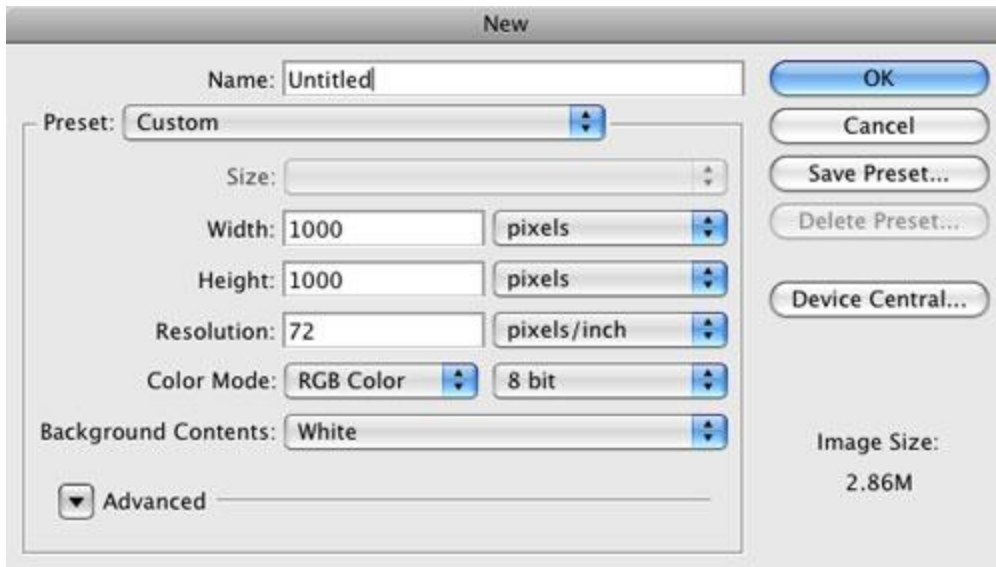 New
Name: Untitled
OK
Preset: Custom
Cancel
Size:
Save Preset...
Width: 1000 pixels
Delete Preset...
Height: 1000 pixels
Device Central...
Resolution: 72 pixels/inch
Color Mode: RGB Color 8 bit
Background Contents: White
Image Size:
2.86M
Advanced